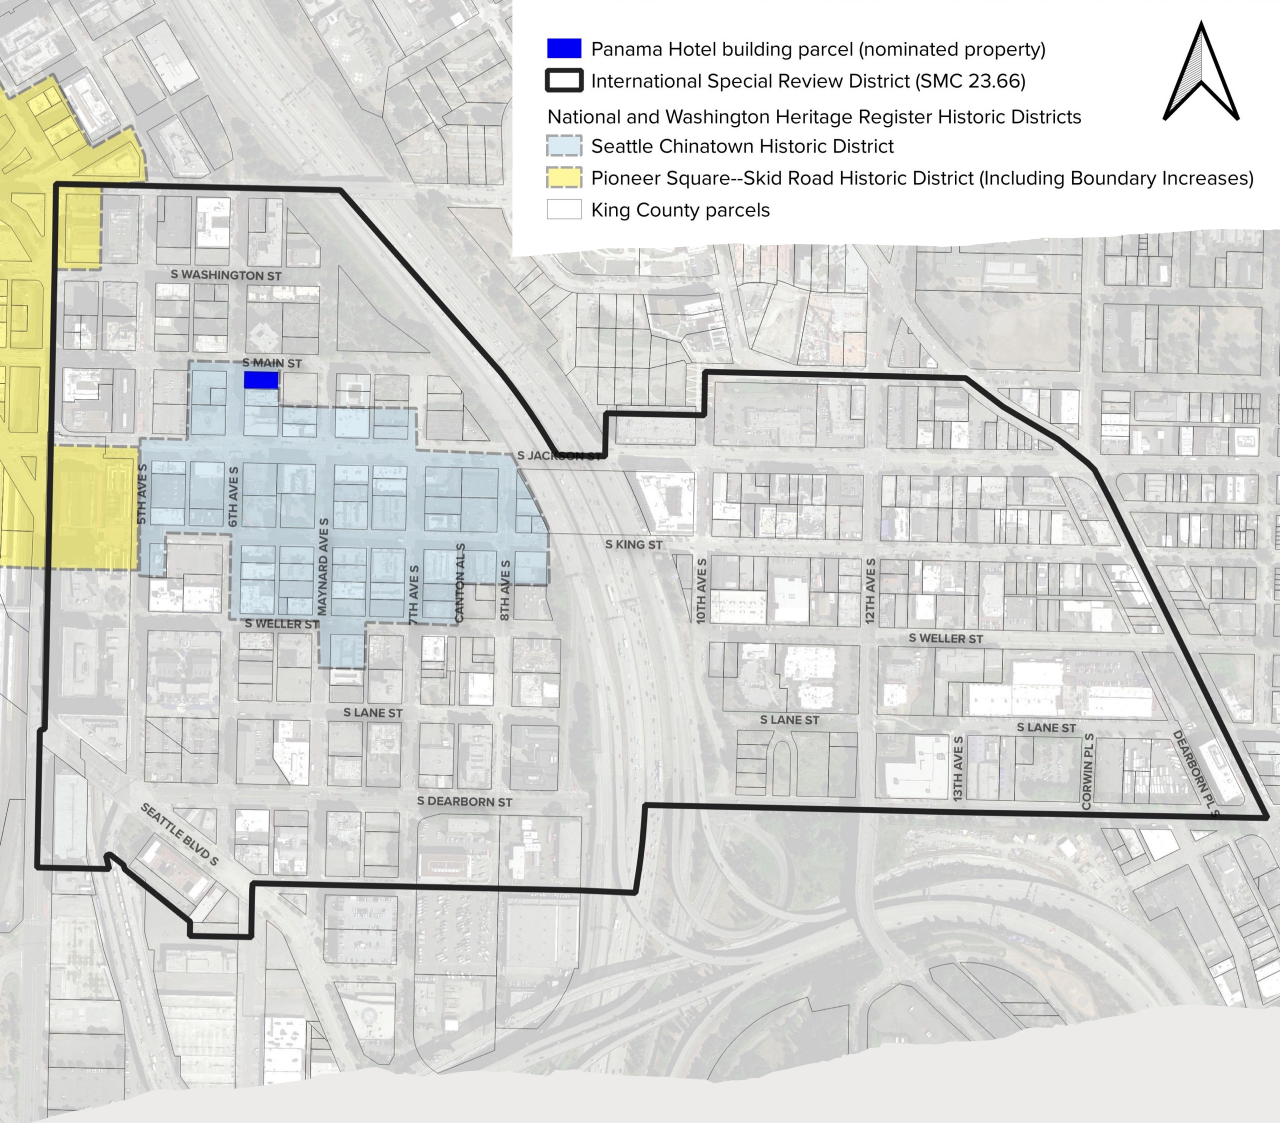 Panama Hotel building parcel (nominated property)
International Special Review District (SMC 23.66)
National and Washington Heritage Register Historic Districts
Seattle Chinatown Historic District
Pioneer Square--Skid Road Historic District (Including Boundary Increases)
King County parcels
S WASHINGTON ST
S MAIN ST
S JACKSON ST
5TH AVE S
6TH AVE S
MAYNARD AVE S
7TH AVE S
CANTON AL S
8TH AVE S
S KING ST
10TH AVE S
12TH AVE S
S WELLER ST
S WELLER ST
S LANE ST
S LANE ST
S LANE ST
13TH AVE S
CORWIN PL S
DEARBORN PL S
S DEARBORN ST
SEATTLE BLVD S